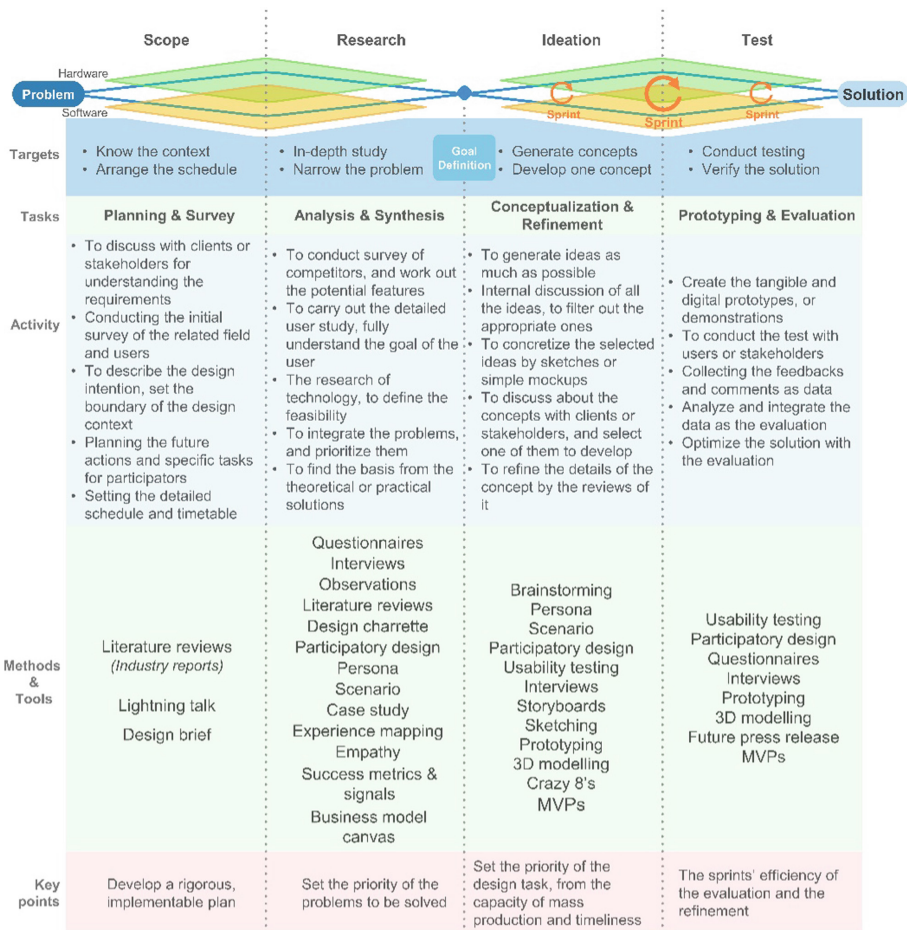 Scope
Research
Ideation
Test
Hardware
Problem
Software
Sprint
Sprint
Sprint
Solution
Targets
• Know the context
• Arrange the schedule
• In-depth study
• Narrow the problem
Goal
Definition
• Generate concepts
• Develop one concept
• Conduct testing
• Verify the solution
Tasks
Planning & Survey
Analysis & Synthesis
Conceptualization &
Refinement
Prototyping & Evaluation
Activity
• To discuss with clients or
stakeholders for
understanding the
requirements
• Conducting the initial
survey of the related field
and users
• To describe the design
intention, set the
boundary of the design
context
• Planning the future
actions and specific tasks
for participators
• Setting the detailed
schedule and timetable
• To conduct survey of
competitors, and work out
the potential features
• To carry out the detailed
user study, fully
understand the goal of the
user
• The research of
technology, to define the
feasibility
• To integrate the problems,
and prioritize them
• To find the basis from the
theoretical or practical
solutions
• To generate ideas as
much as possible
• Internal discussion of all
the ideas, to filter out the
appropriate ones
• To concretize the selected
ideas by sketches or
simple mockups
• To discuss about the
concepts with clients or
stakeholders, and select
one of them to develop
• To refine the details of the
concept by the reviews of
it
• Create the tangible and
digital prototypes, or
demonstrations
• To conduct the test with
users or stakeholders
• Collecting the feedbacks
and comments as data
• Analyze and integrate the
data as the evaluation
• Optimize the solution with
the evaluation
Methods
&
Tools
Literature reviews
(Industry reports)
Lightning talk
Design brief
Questionnaires
Interviews
Observations
Literature reviews
Design charrette
Participatory design
Persona
Scenario
Case study
Experience mapping
Empathy
Success metrics &
signals
Business model
canvas
Brainstorming
Persona
Scenario
Participatory design
Usability testing
Interviews
Storyboards
Sketching
Prototyping
3D modelling
Crazy 8's
MVPs
Usability testing
Participatory design
Questionnaires
Interviews
Prototyping
3D modelling
Future press release
MVPs
Key
points
Develop a rigorous,
implementable plan
Set the priority of the
problems to be solved
Set the priority of the
design task, from the
capacity of mass
production and timeliness
The sprints' efficiency of
the evaluation and the
refinement